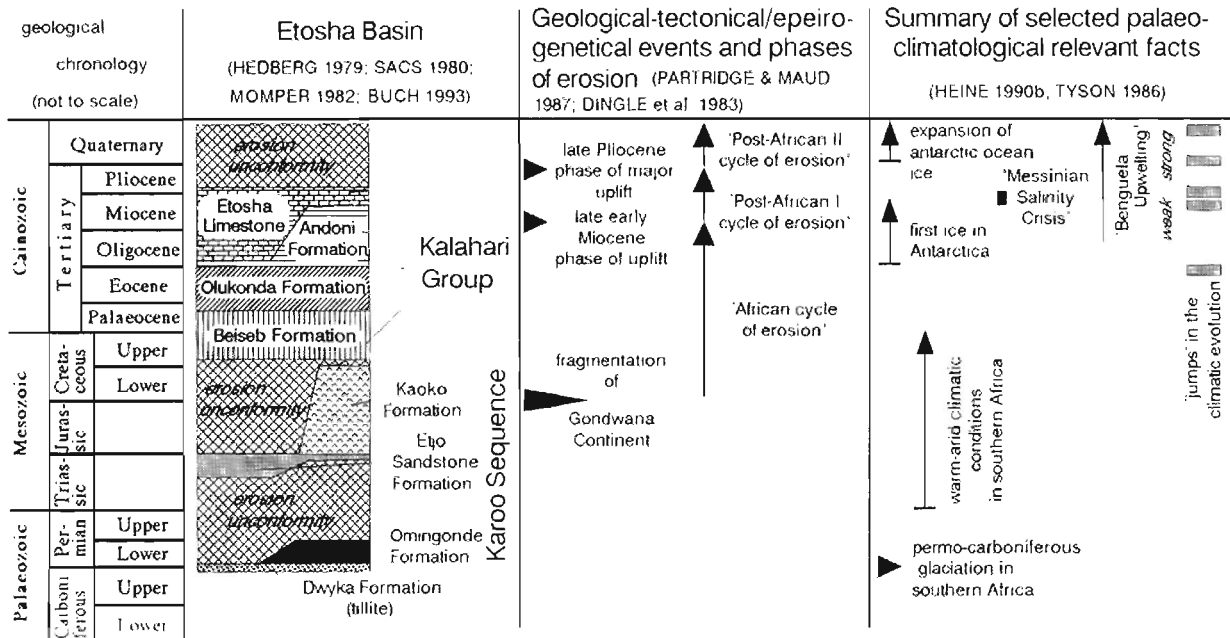 geological
chronology
(not to scale)
Etosha Basin
(HEDBERG 1979; SACS 1980;
MOMPER 1982; BUCH 1993)
Geological-tectonical/epeiro-
genetical events and phases
of erosion (PARTRIDGE & MAUD
1987; DINGLE et al 1983)
Summary of selected palaeo-
climatological relevant facts
(HEINE 1990b, TYSON 1986)
Cainozoic
Tertiary
Quaternary
Pliocene
Miocene
Oligocene
Eocene
Palaeocene
Mesozoic
Creta-
ceous
Upper
Lower
Juras-
sic
Trias-
sic
Palaeozoic
Per-
mian
Upper
Lower
Carboni
ferous
Upper
Lower
erosion
unconformity
Etosha
Limestone
Andoni
Formation
Olukonda Formation
Beiseb Formation
Kalahari
Group
erosion
unconformity
Kaoko
Formation
Etjo
Sandstone
Formation
erosion
unconformity
Omingonde
Formation
Dwyka Formation
(tillite)
Karoo Sequence
late Pliocene
phase of major
uplift
late early
Miocene
phase of uplift
fragmentation
of
Gondwana
Continent
'Post-African II
cycle of erosion'
'Post-African I
cycle of erosion'
'African cycle
of erosion'
expansion of
antarctic ocean
ice
'Messinian
Salinity
Crisis'
first ice in
Antarctica
'Benguela
Upwelling'
weak strong
warm-arid climatic
conditions
in southern Africa
permo-carboniferous
glaciation in
southern Africa
'jumps' in the
climatic evolution